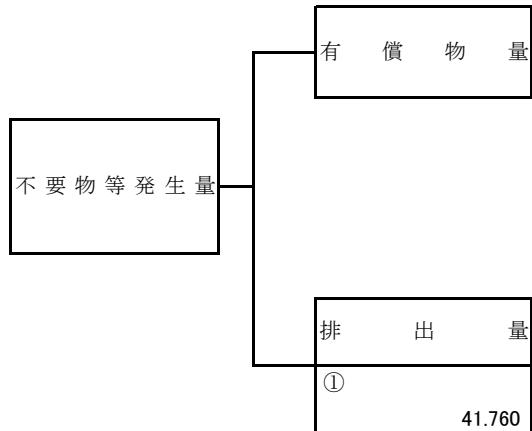 有償物量
不要物等発生量
排出量
①
41.760